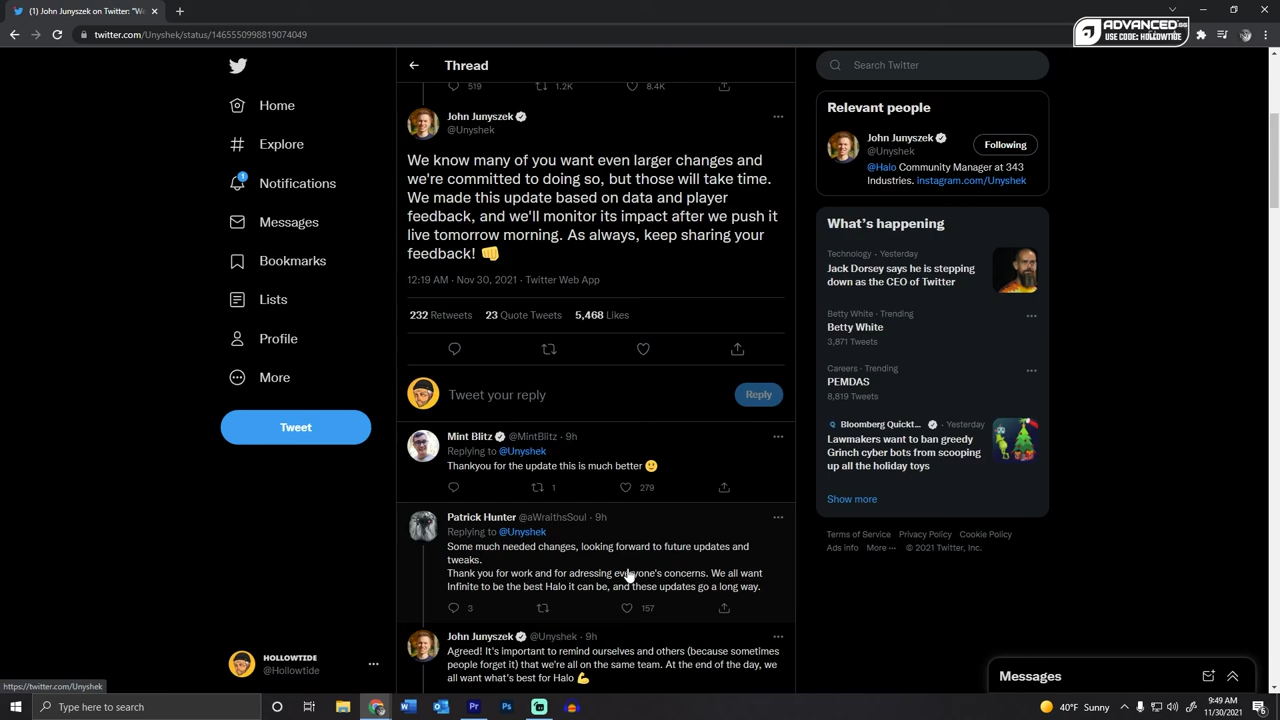 (1) John Junyszek on Twitter: "We
twitter.com/Unyshek/status/1465550998819074049
ADVANCED.GG
USE CODE: HOLLOWTIDE
Home
Explore
1
Notifications
Messages
Bookmarks
Lists
Profile
More
Tweet
HOLLOWTIDE
@Hollowtide
Thread
519
1.2K
8.4K
John Junyszek
@Unyshek
We know many of you want even larger changes and
we're committed to doing so, but those will take time.
We made this update based on data and player
feedback, and we'll monitor its impact after we push it
live tomorrow morning. As always, keep sharing your
feedback! 👊
12:19 AM · Nov 30, 2021 · Twitter Web App
232 Retweets 23 Quote Tweets 5,468 Likes
Tweet your reply
Reply
Mint Blitz @MintBlitz · 9h
Replying to @Unyshek
Thankyou for the update this is much better 🙂
1
279
Patrick Hunter @aWraithsSoul · 9h
Replying to @Unyshek
Some much needed changes, looking forward to future updates and
tweaks.
Thank you for work and for adressing everyone's concerns. We all want
Infinite to be the best Halo it can be, and these updates go a long way.
3
157
John Junyszek @Unyshek · 9h
Agreed! It's important to remind ourselves and others (because sometimes
people forget it) that we're all on the same team. At the end of the day, we
all want what's best for Halo 💪
Search Twitter
Relevant people
John Junyszek
@Unyshek
Following
@Halo Community Manager at 343
Industries. instagram.com/Unyshek
What's happening
Technology · Yesterday
Jack Dorsey says he is stepping
down as the CEO of Twitter
Betty White · Trending
Betty White
3,871 Tweets
Careers · Trending
PEMDAS
8,819 Tweets
Bloomberg Quickt... · Yesterday
Lawmakers want to ban greedy
Grinch cyber bots from scooping
up all the holiday toys
Show more
Terms of Service Privacy Policy Cookie Policy
Ads info More ··· © 2021 Twitter, Inc.
Messages
https://twitter.com/Unyshek
Type here to search
W
Pr
Ps
40°F Sunny
9:49 AM
11/30/2021